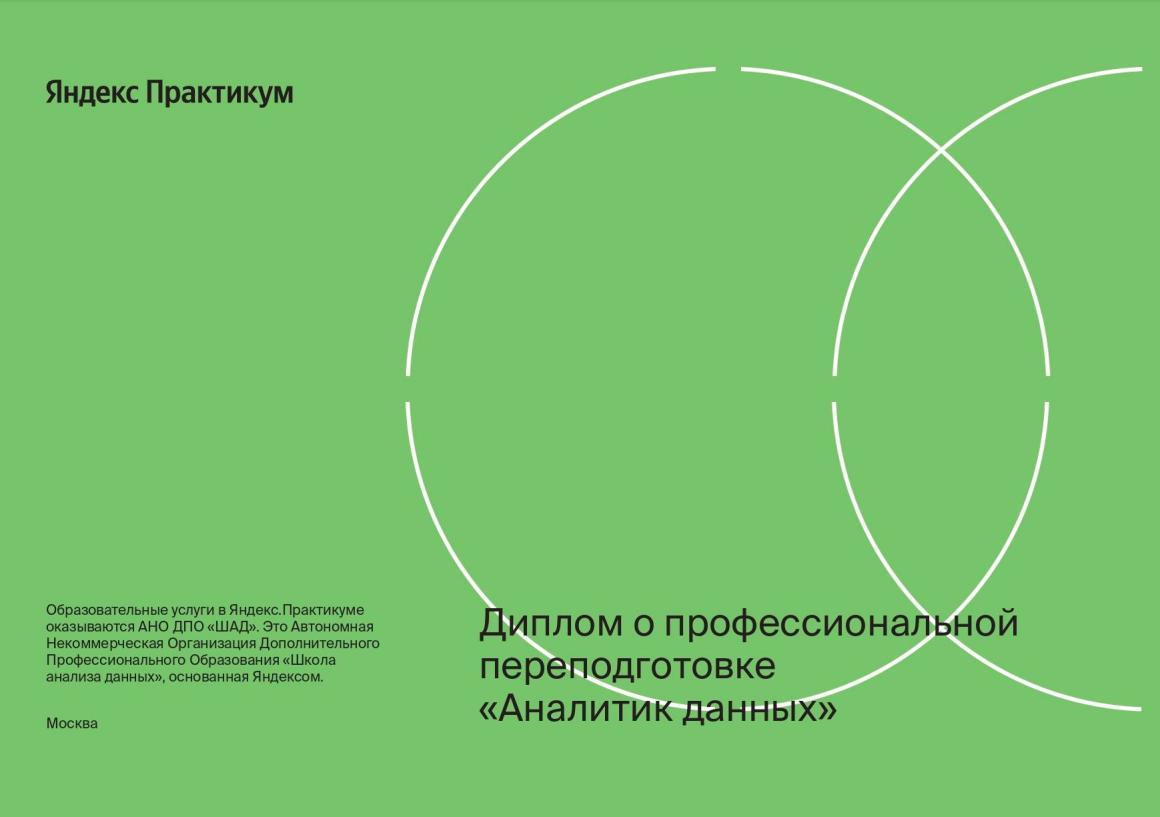 Яндекс Практикум
Образовательные услуги в Яндекс.Практикуме
оказываются АНО ДПО «ШАД». Это Автономная
Некоммерческая Организация Дополнительного
Профессионального Образования «Школа
анализа данных», основанная Яндексом.
Москва
Диплом о профессиональной
переподготовке
«Аналитик данных»